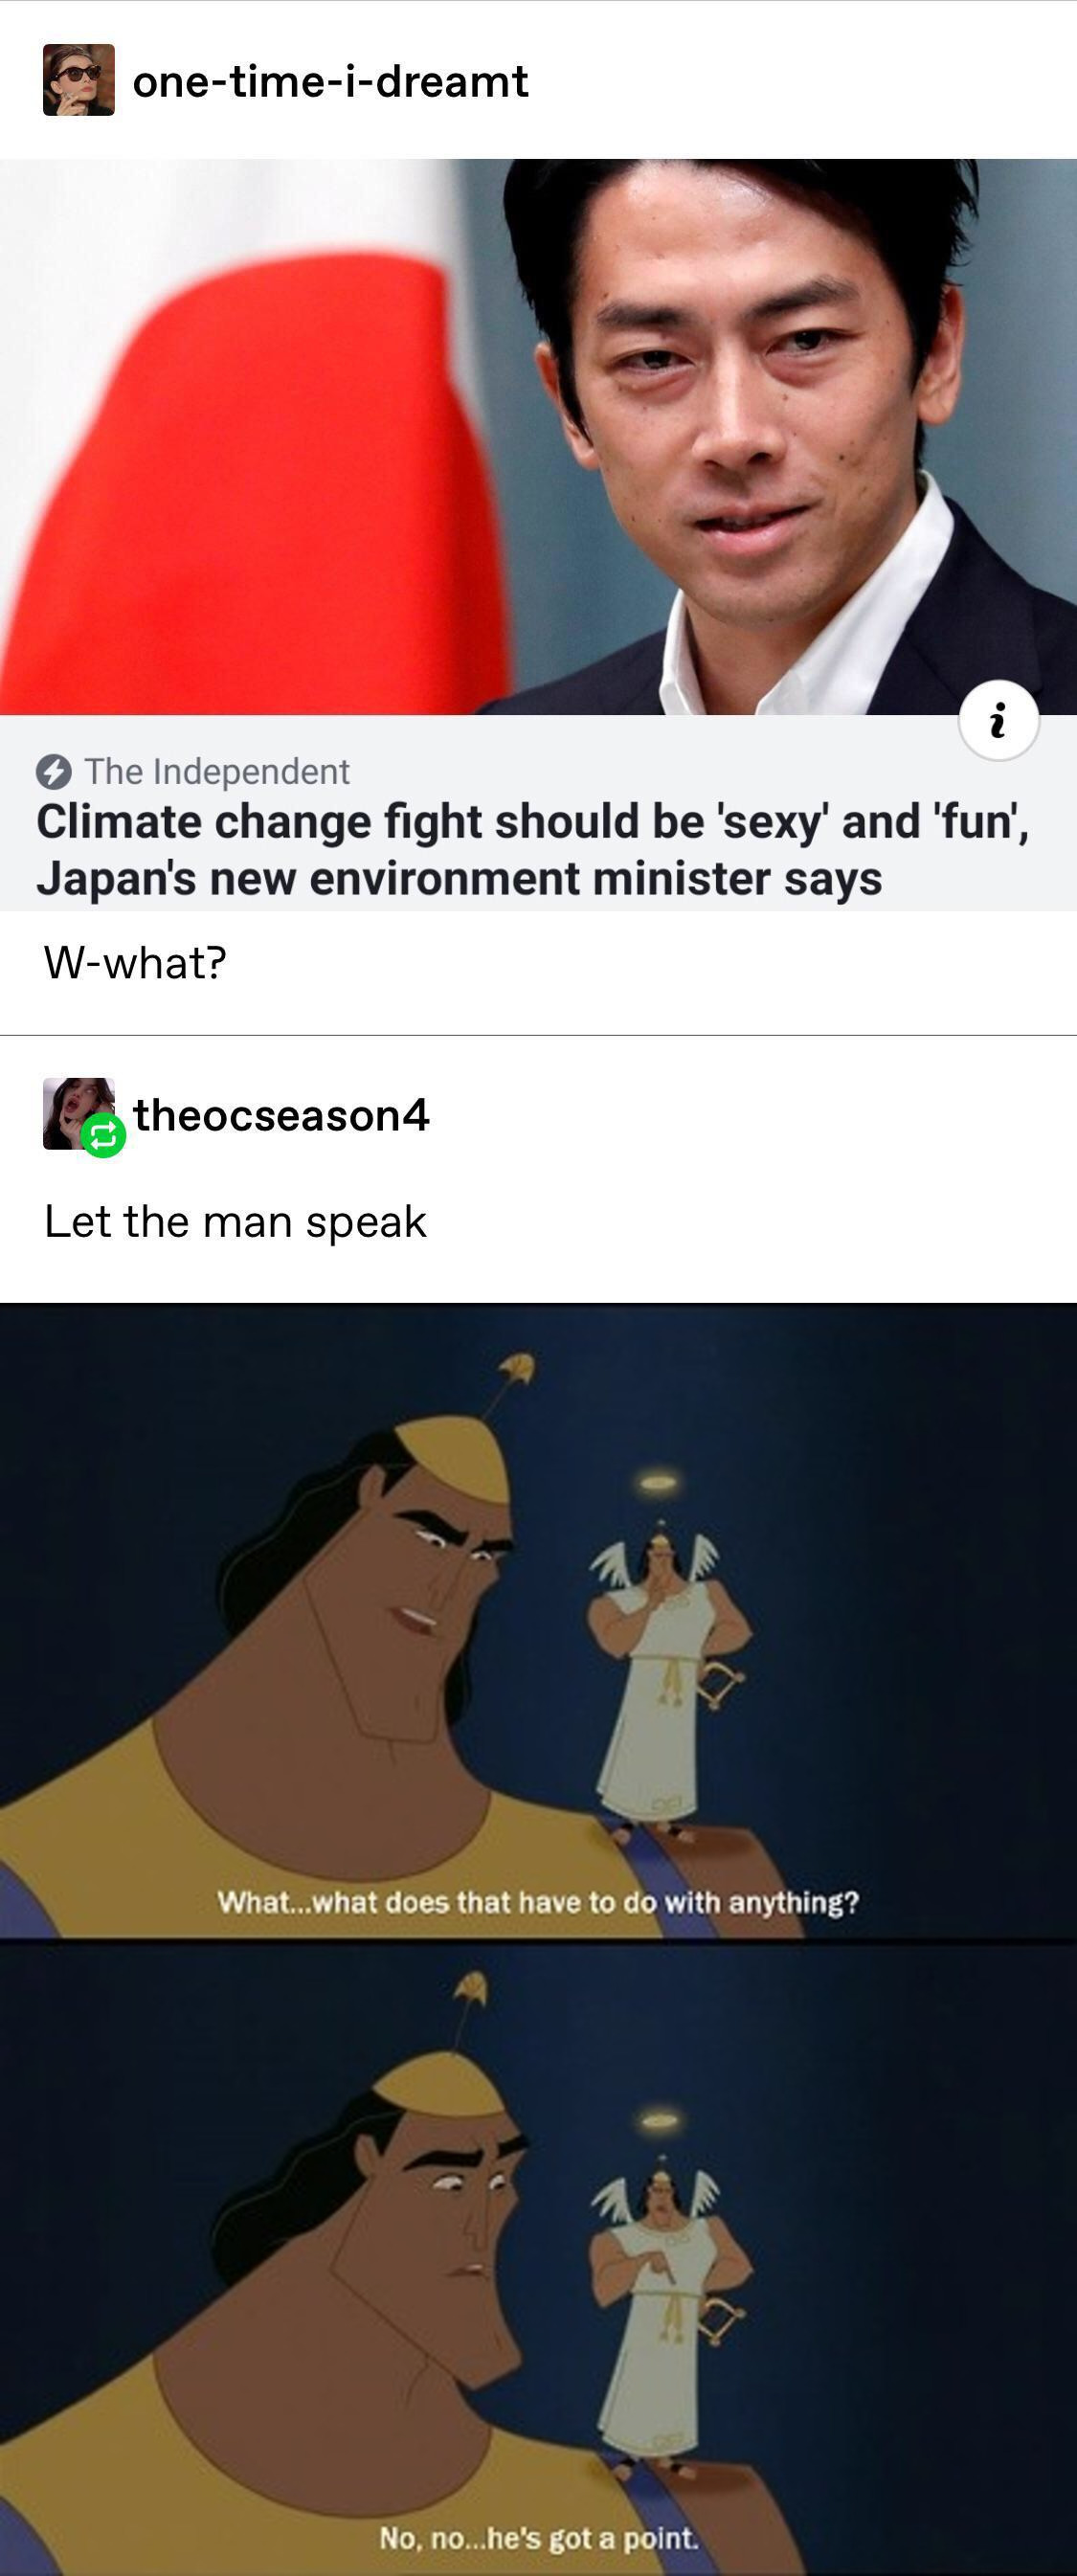 one-time-i-dreamt
i
The Independent
Climate change fight should be 'sexy' and 'fun',
Japan's new environment minister says
W-what?
theocseason4
Let the man speak
What...what does that have to do with anything?
No, no...he's got a point.